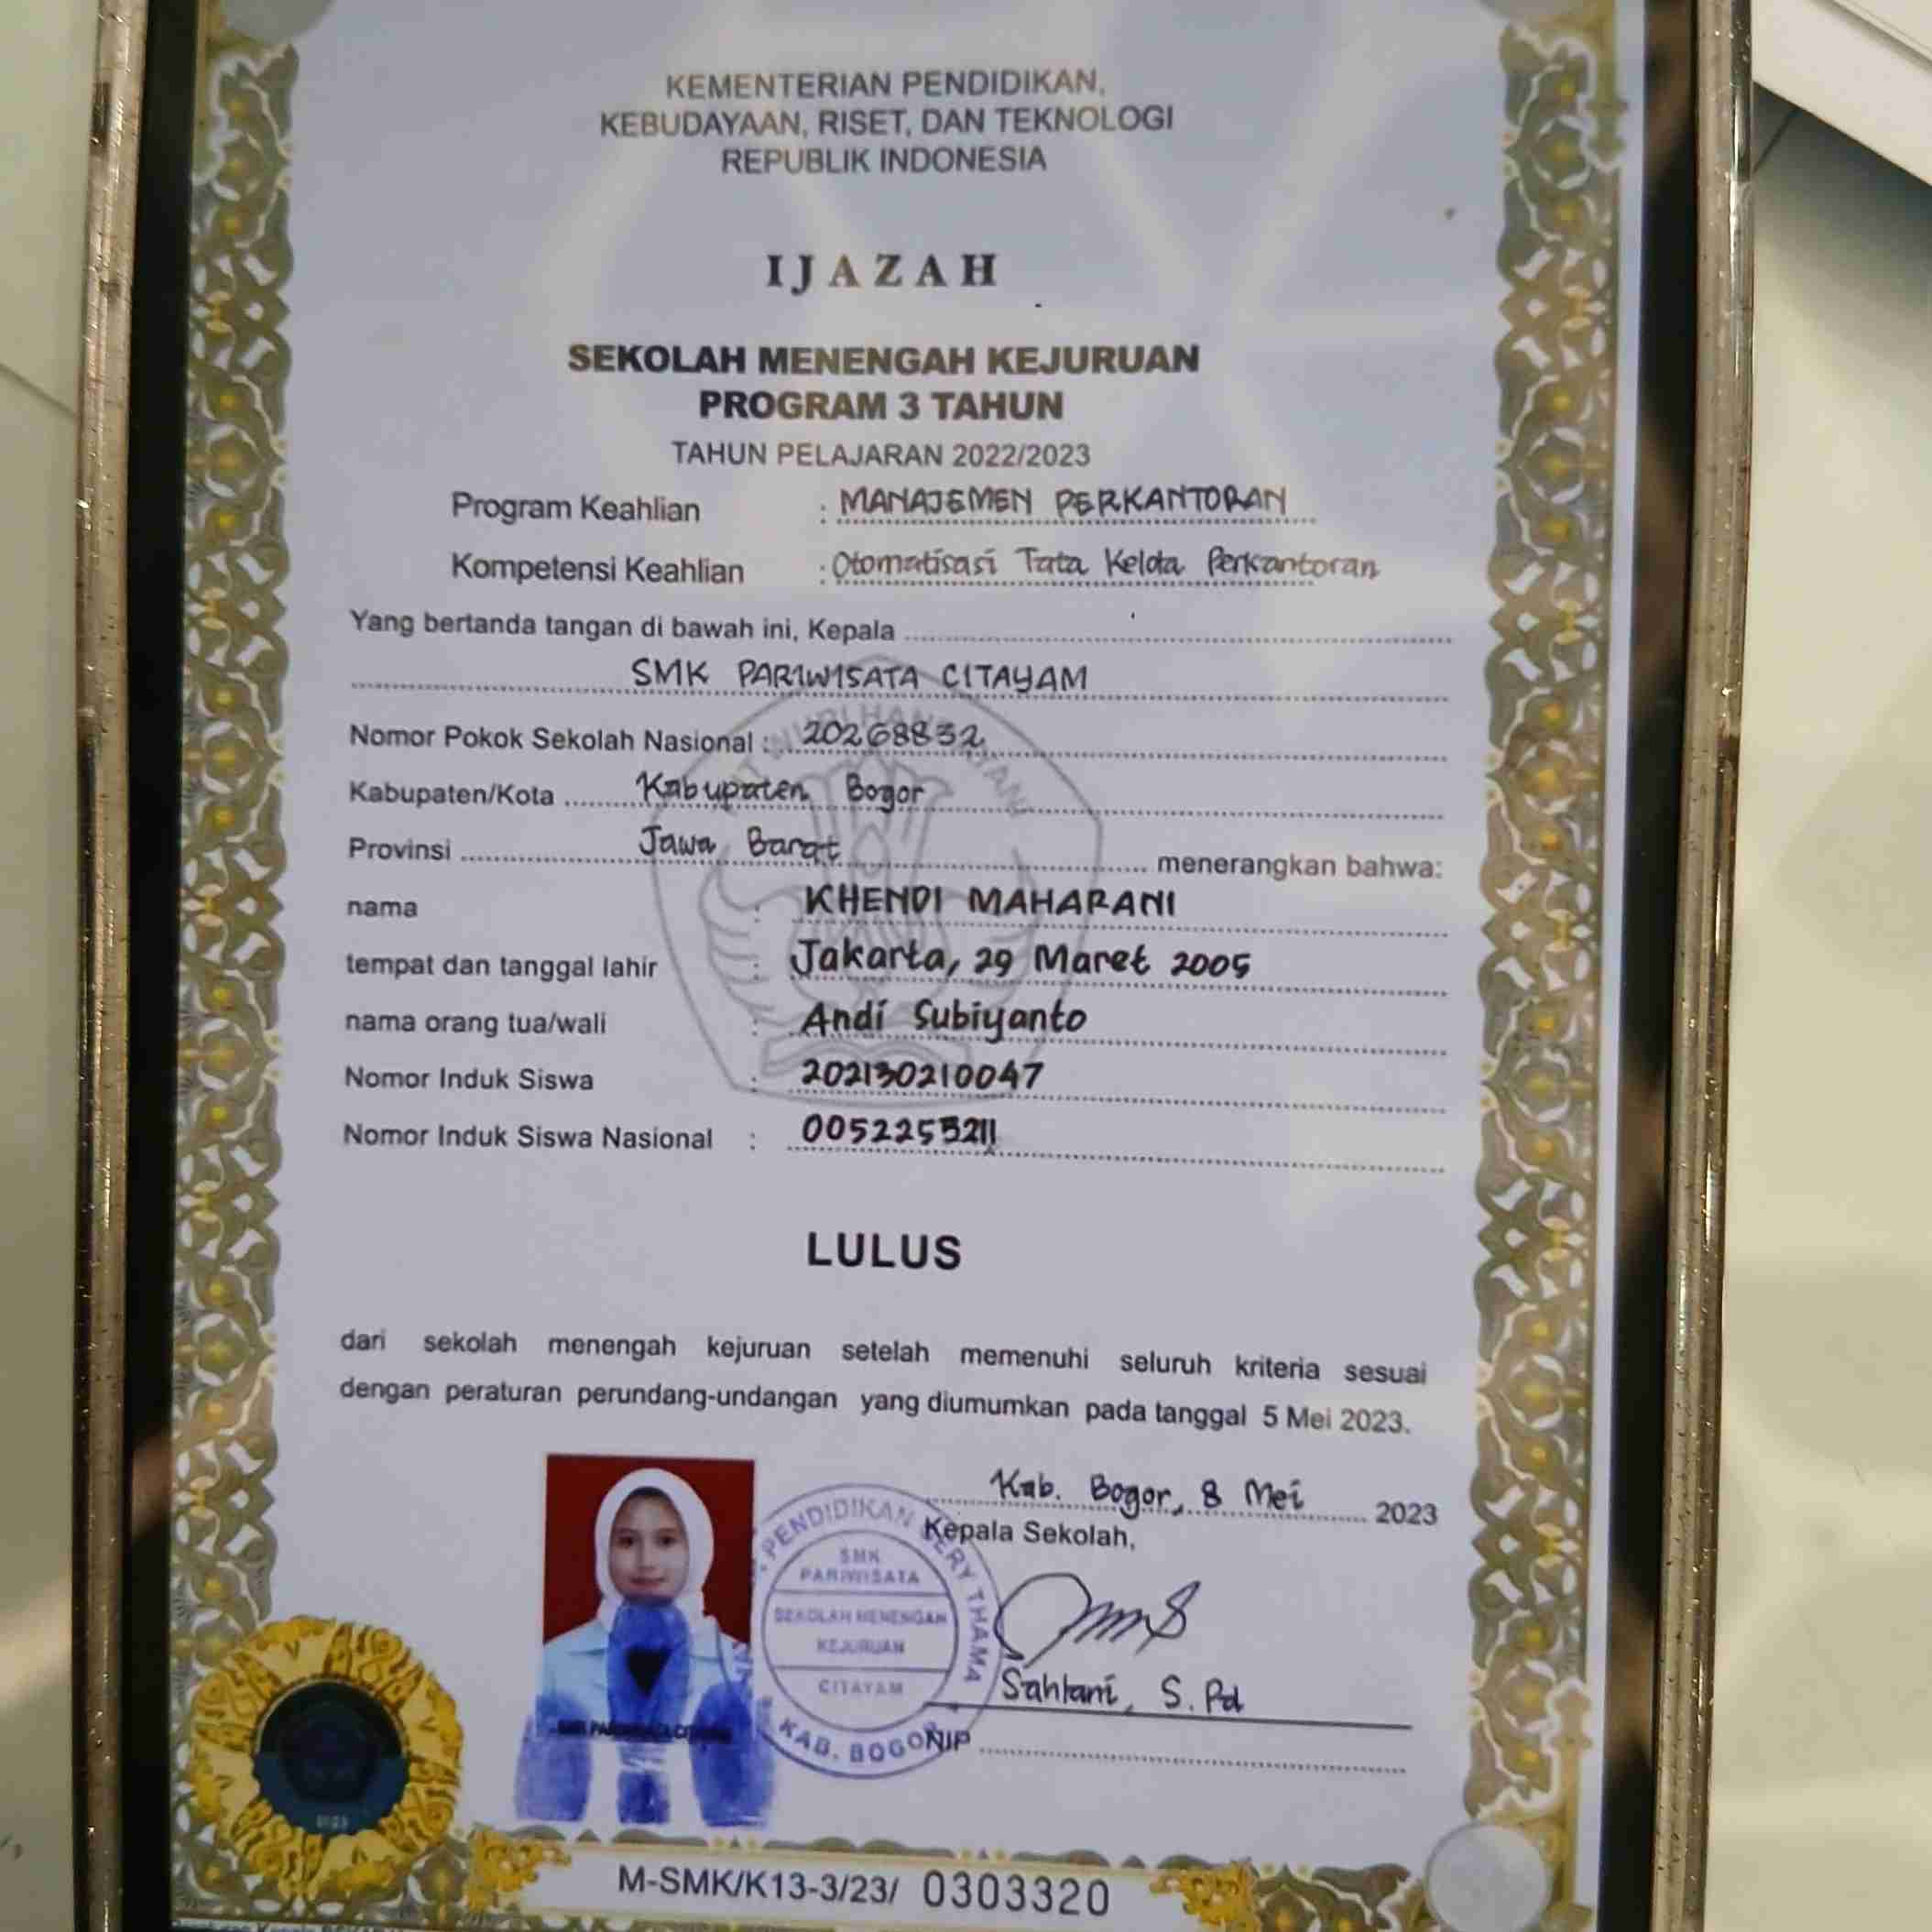 KEMENTERIAN PENDIDIKAN,
KEBUDAYAAN, RISET, DAN TEKNOLOGI
REPUBLIK INDONESIA
IJAZAH
SEKOLAH MENENGAH KEJURUAN
PROGRAM 3 TAHUN
TAHUN PELAJARAN 2022/2023
Program Keahlian : MANAJEMEN PERKANTORAN
Kompetensi Keahlian : Otomatisasi Tata Kelola Perkantoran
Yang bertanda tangan di bawah ini, Kepala
SMK PARIWISATA CITAYAM
Nomor Pokok Sekolah Nasional : 20268832
Kabupaten/Kota Kabupaten Bogor
Provinsi Jawa Barat menerangkan bahwa:
nama : KHENDI MAHARANI
tempat dan tanggal lahir : Jakarta, 29 Maret 2005
nama orang tua/wali : Andi Subiyanto
Nomor Induk Siswa : 202130210047
Nomor Induk Siswa Nasional : 0052253211
LULUS
dari sekolah menengah kejuruan setelah memenuhi seluruh kriteria sesuai
dengan peraturan perundang-undangan yang diumumkan pada tanggal 5 Mei 2023.
Kab. Bogor, 8 Mei 2023
Kepala Sekolah,
PENDIDIKAN SERY THAMA
SMK
PARIWISATA
SEKOLAH MENENGAH
KEJURUAN
CITAYAM
KAB. BOGOR
Sahlani, S.Pd
NIP
M-SMK/K13-3/23/ 0303320